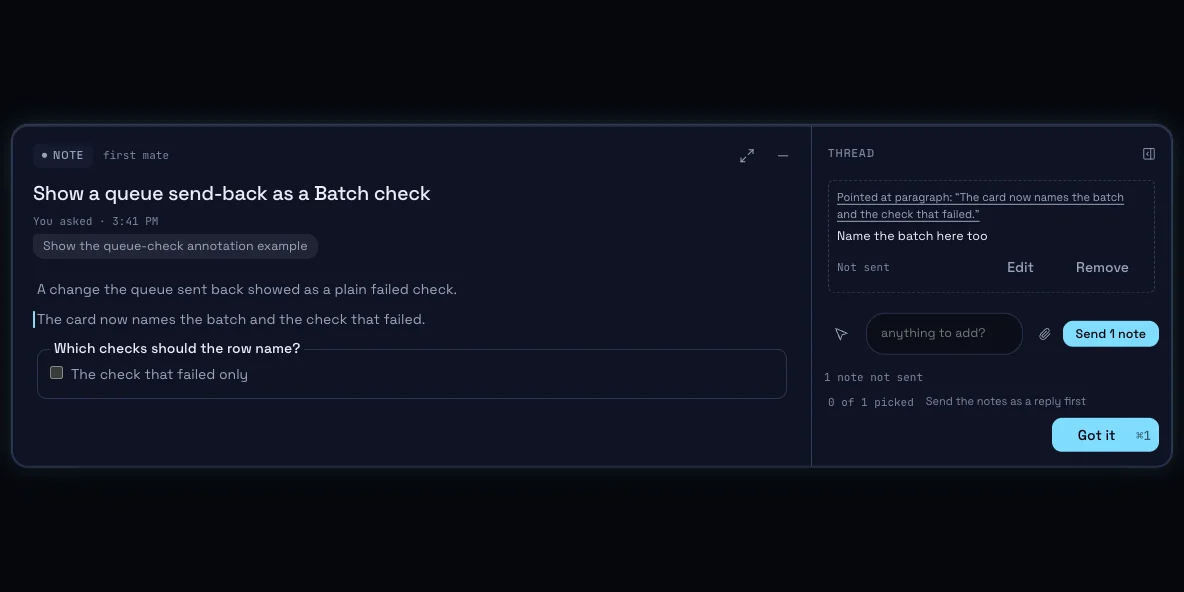 NOTE first mate
Show a queue send-back as a Batch check
You asked · 3:41 PM
Show the queue-check annotation example
A change the queue sent back showed as a plain failed check.
The card now names the batch and the check that failed.
Which checks should the row name?
The check that failed only
THREAD
Pointed at paragraph: “The card now names the batch
and the check that failed.”
Name the batch here too
Not sent Edit Remove
anything to add? Send 1 note
1 note not sent
0 of 1 picked Send the notes as a reply first
Got it ⌘1